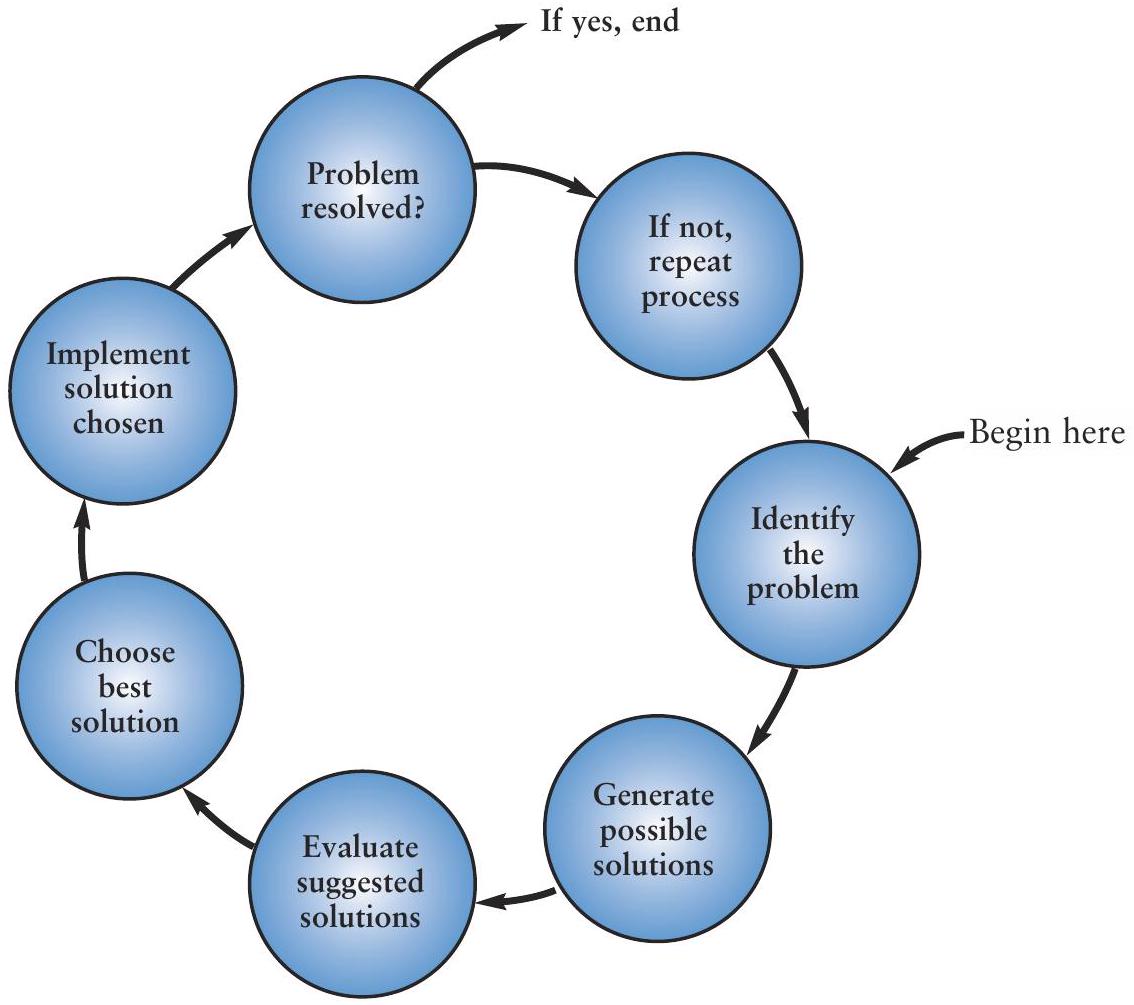 If yes, end
Problem
resolved?
If not,
repeat
process
Begin here
Identify
the
problem
Generate
possible
solutions
Evaluate
suggested
solutions
Choose
best
solution
Implement
solution
chosen